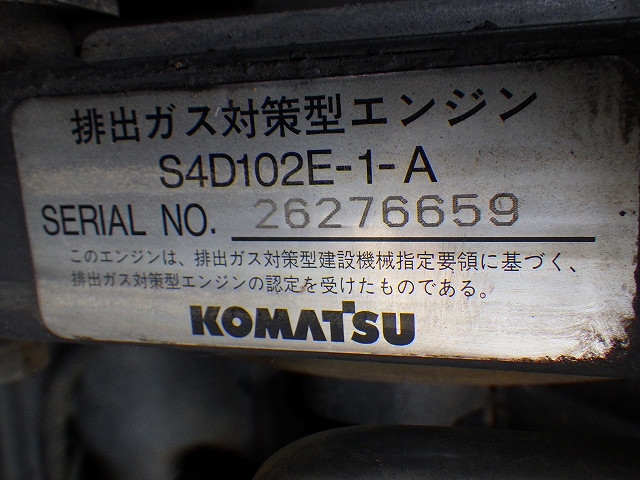 排出ガス対策型エンジン
S4D102E-1-A
SERIAL NO. 26276659
このエンジンは、排出ガス対策型建設機械指定要領に基づく、
排出ガス対策型エンジンの認定を受けたものである。
KOMATSU